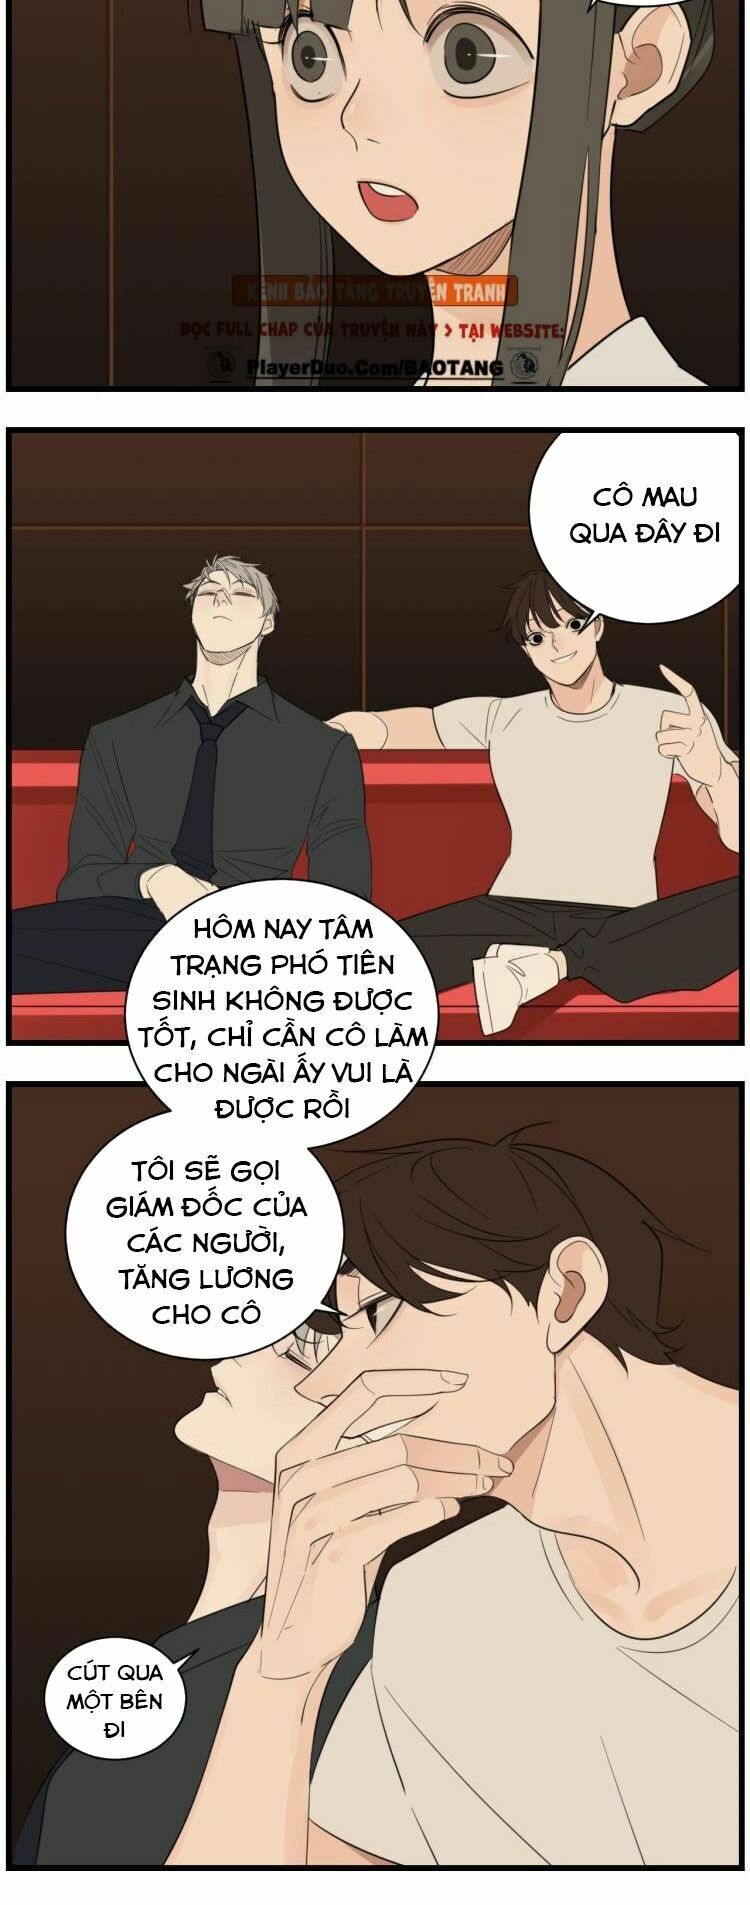 KÊNH BẢO TÀNG TRUYỆN TRANH
ĐỌC FULL CHAP CỦA TRUYỆN NÀY > TẠI WEBSITE:
PlayerDuo.Com/BAOTANG
CÔ MAU
QUA ĐÂY ĐI
HÔM NAY TÂM
TRẠNG PHÓ TIÊN
SINH KHÔNG ĐƯỢC
TỐT, CHỈ CẦN CÔ LÀM
CHO NGÀI ẤY VUI LÀ
ĐƯỢC RỒI
TÔI SẼ GỌI
GIÁM ĐỐC CỦA
CÁC NGƯỜI,
TĂNG LƯƠNG
CHO CÔ
CÚT QUA
MỘT BÊN
ĐI